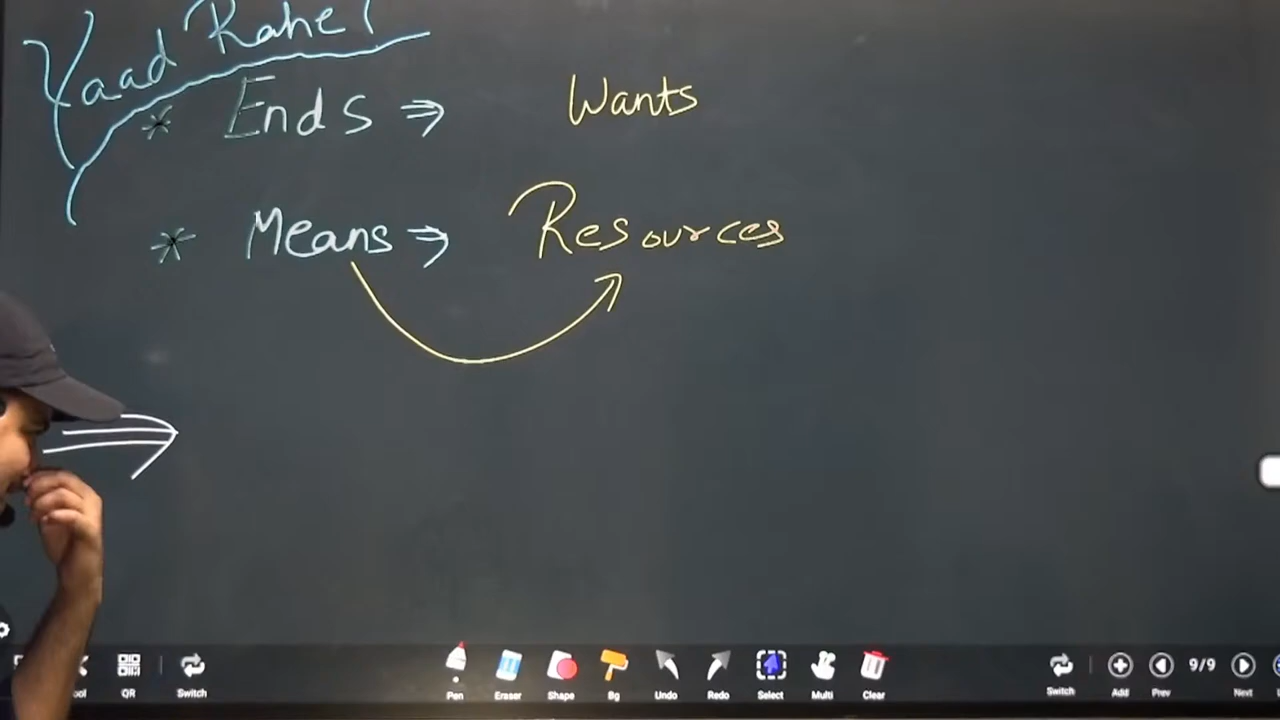 Yaad Rahe!
* Ends ⇒ Wants
* Means ⇒ Resources
QR
Switch
Pen
Eraser
Shape
Bg
Undo
Redo
Select
Multi
Clear
Switch
Add
Prev
9/9
Next